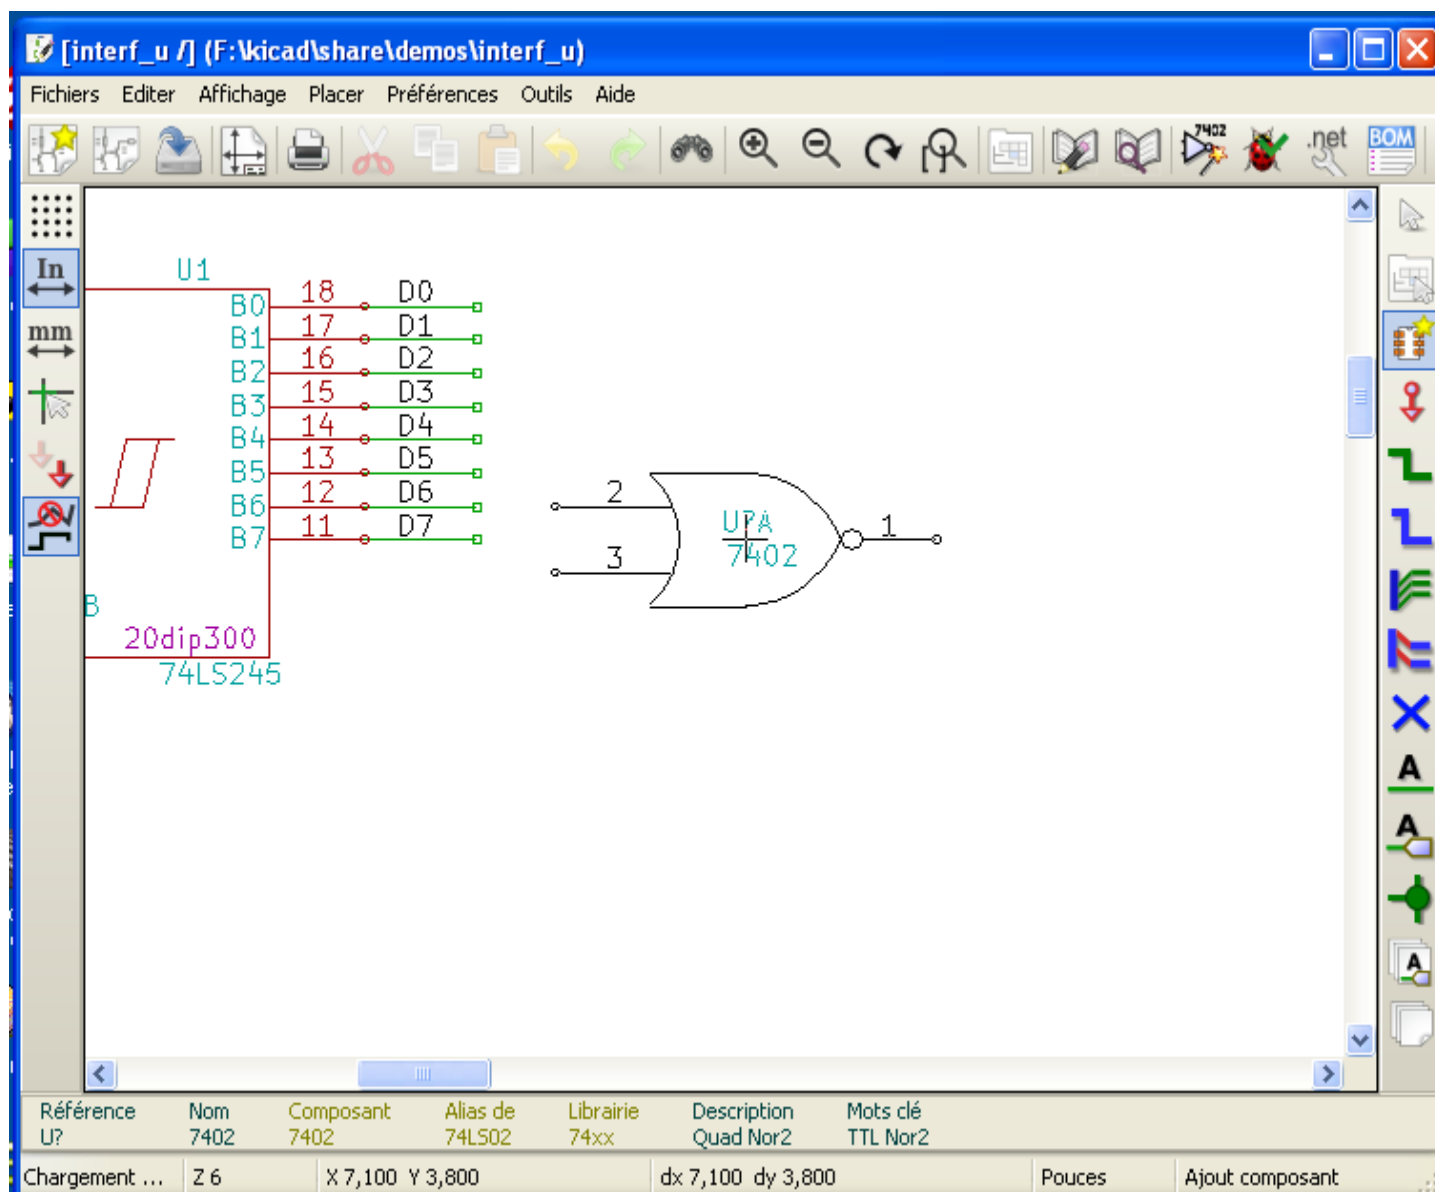 [interf_u /] (F:\kicad\share\demos\interf_u)
Fichiers Editer Affichage Placer Préférences Outils Aide
7402 .net BOM
In
mm
U1
B0 18 D0
B1 17 D1
B2 16 D2
B3 15 D3
B4 14 D4
B5 13 D5
B6 12 D6
B7 11 D7
2
3
1
7402
B
20dip300
74LS245
A
A
A
Référence Nom Composant Alias de Librairie Description Mots clé
U? 7402 7402 74LS02 74xx Quad Nor2 TTL Nor2
Chargement ... Z 6 X 7,100 Y 3,800 dx 7,100 dy 3,800 Pouces Ajout composant